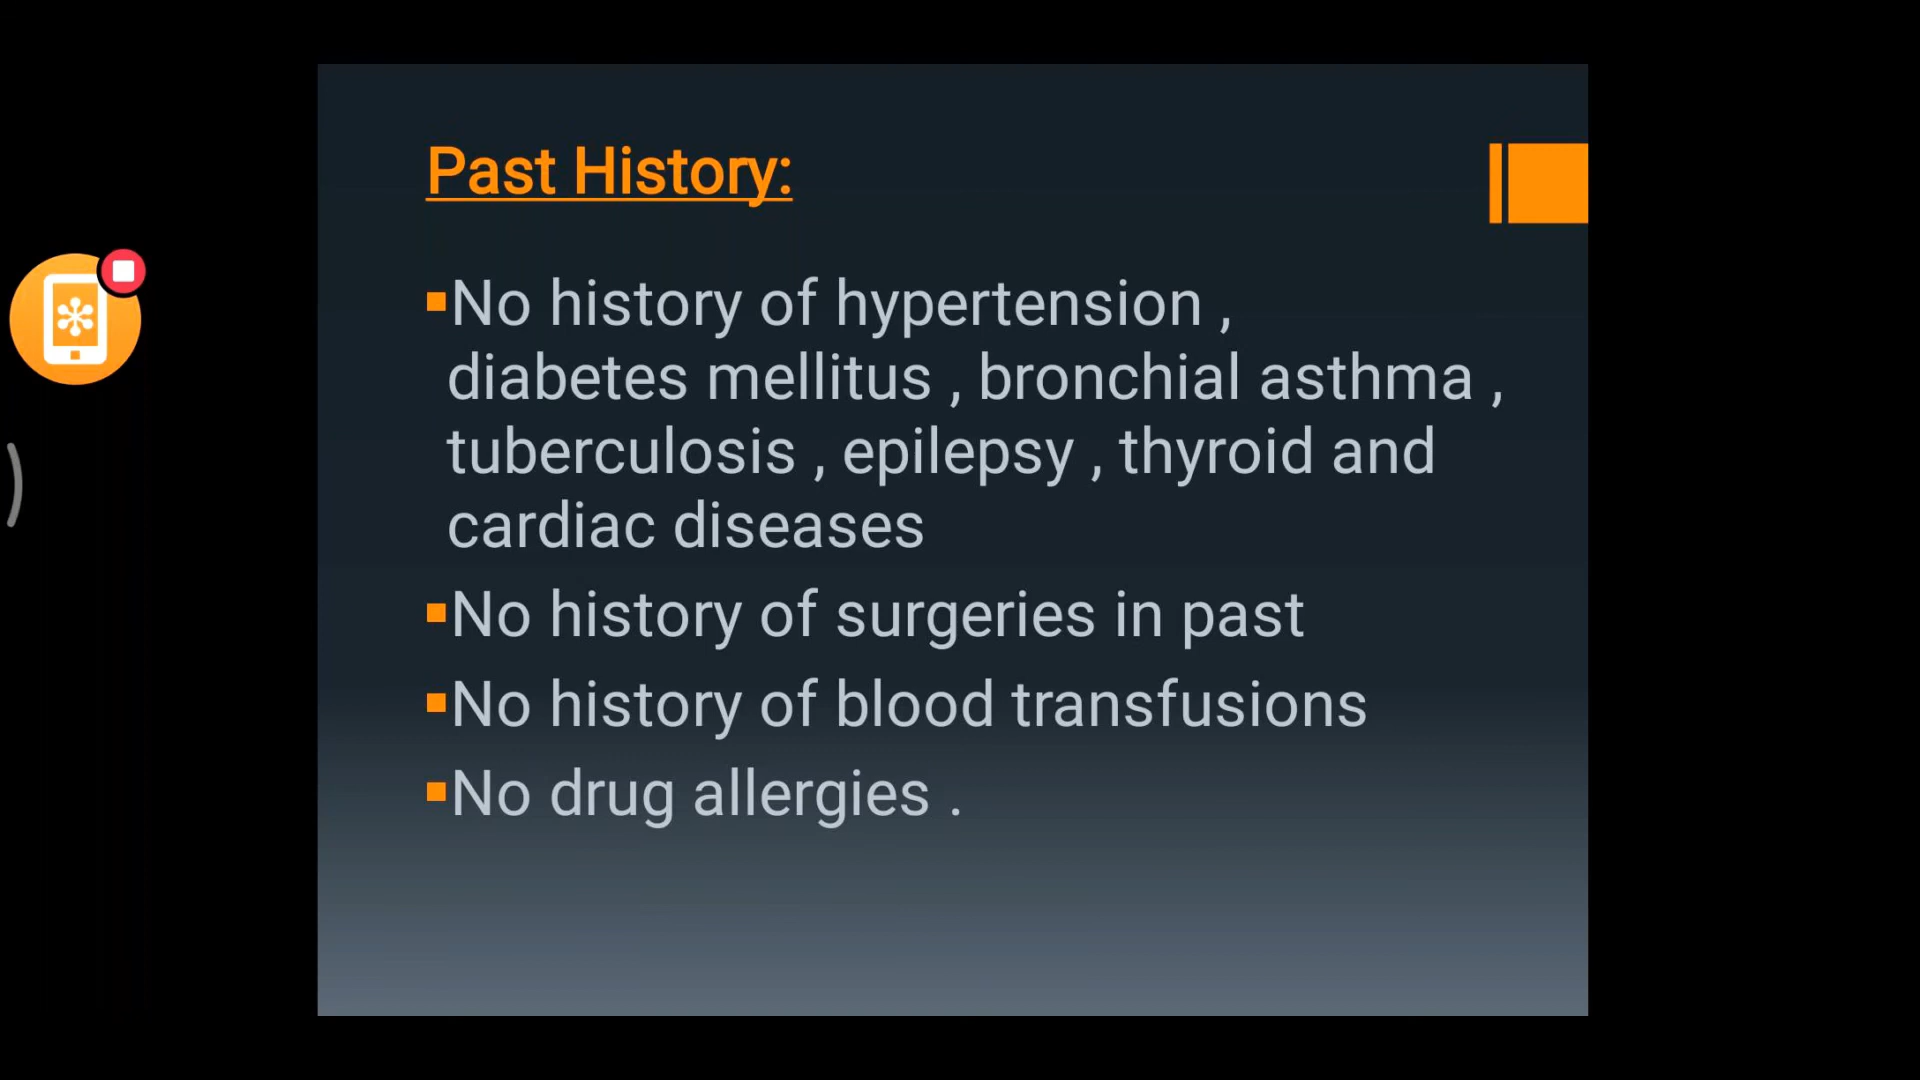 Past History:
No history of hypertension ,
diabetes mellitus , bronchial asthma ,
tuberculosis , epilepsy , thyroid and
cardiac diseases
No history of surgeries in past
No history of blood transfusions
No drug allergies .